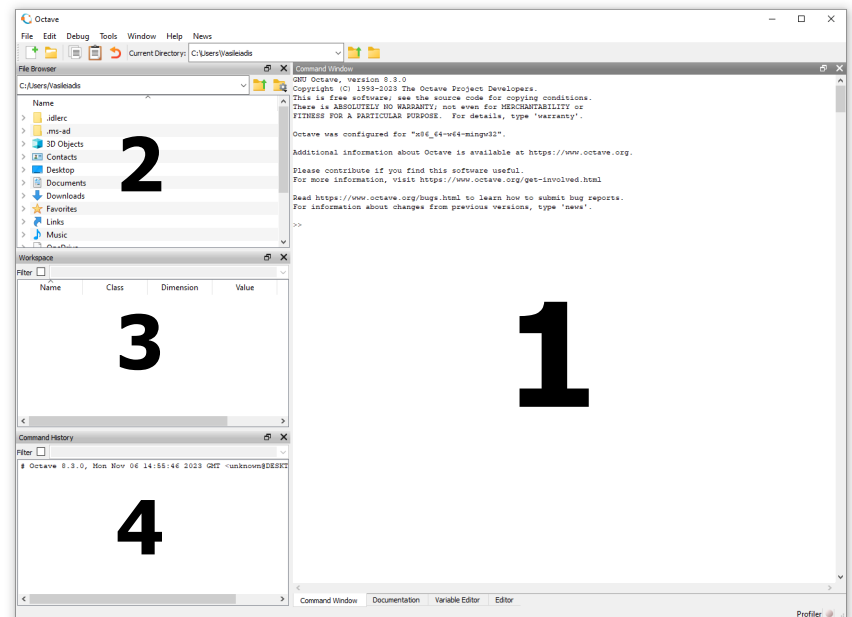 Octave
File Edit Debug Tools Window Help News
Current Directory: C:\Users\Vasileiadis
File Browser
C:/Users/Vasileiadis
Name
.idlerc
.ms-ad
3D Objects
Contacts
Desktop
Documents
Downloads
Favorites
Links
Music
OneDrive
2
Workspace
Filter
Name Class Dimension Value
3
Command History
Filter
# Octave 8.3.0, Mon Nov 06 14:55:46 2023 GMT <unknown@DESKT
4
Command Window
GNU Octave, version 8.3.0
Copyright (C) 1993-2023 The Octave Project Developers.
This is free software; see the source code for copying conditions.
There is ABSOLUTELY NO WARRANTY; not even for MERCHANTABILITY or
FITNESS FOR A PARTICULAR PURPOSE. For details, type 'warranty'.
Octave was configured for "x86_64-w64-mingw32".
Additional information about Octave is available at https://www.octave.org.
Please contribute if you find this software useful.
For more information, visit https://www.octave.org/get-involved.html
Read https://www.octave.org/bugs.html to learn how to submit bug reports.
For information about changes from previous versions, type 'news'.
>>
1
Command Window Documentation Variable Editor Editor
Profiler